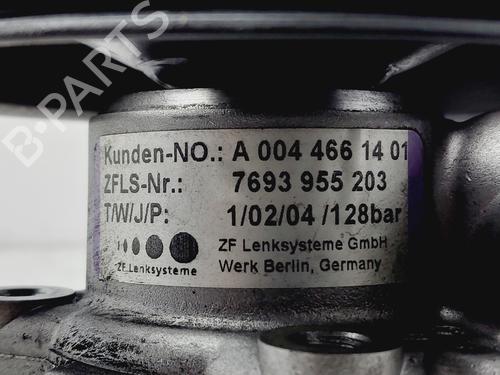 B-PARTS
Kunden-NO.: A 004 466 14 01
ZFLS-Nr.: 7693 955 203
T/W/J/P: 1/02/04 /128bar
ZF Lenksysteme GmbH
ZF Lenksysteme Werk Berlin, Germany